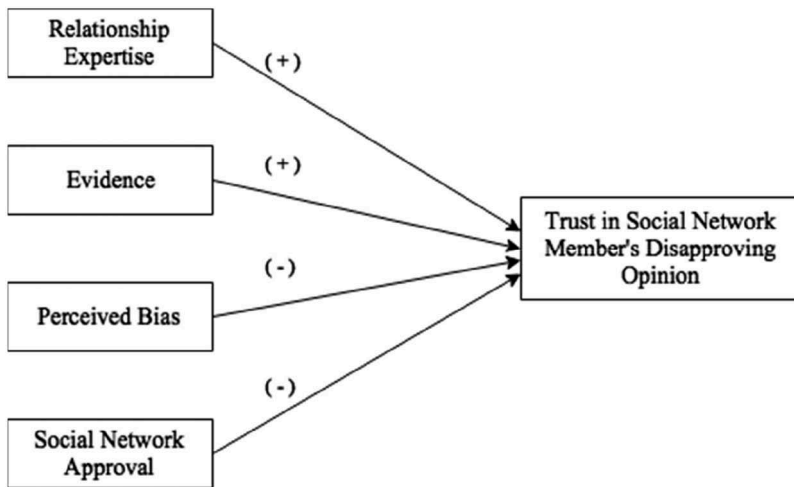 Relationship
Expertise
(+)
Evidence
(+)
Trust in Social Network
Member's Disapproving
Opinion
(-)
Perceived Bias
(-)
Social Network
Approval